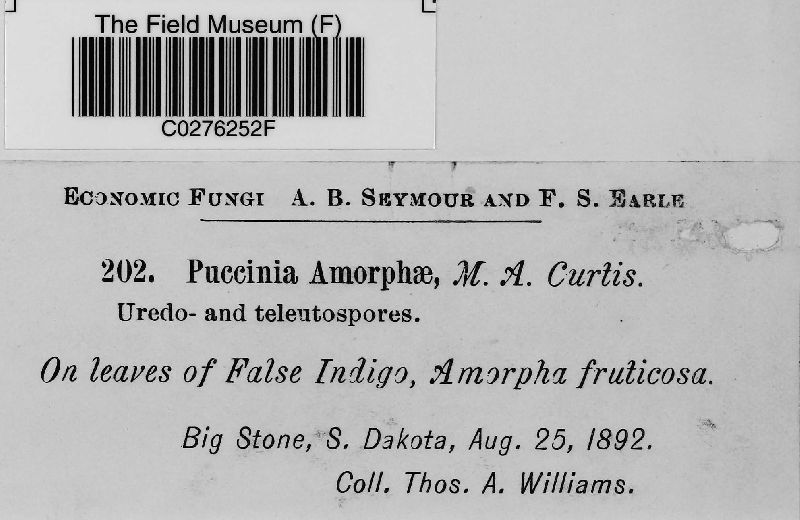 The Field Museum (F)
C0276252F
Economic Fungi A. B. Seymour and F. S. Earle
202. Puccinia Amorphæ, M. A. Curtis.
Uredo- and teleutospores.
On leaves of False Indigo, Amorpha fruticosa.
Big Stone, S. Dakota, Aug. 25, 1892.
Coll. Thos. A. Williams.